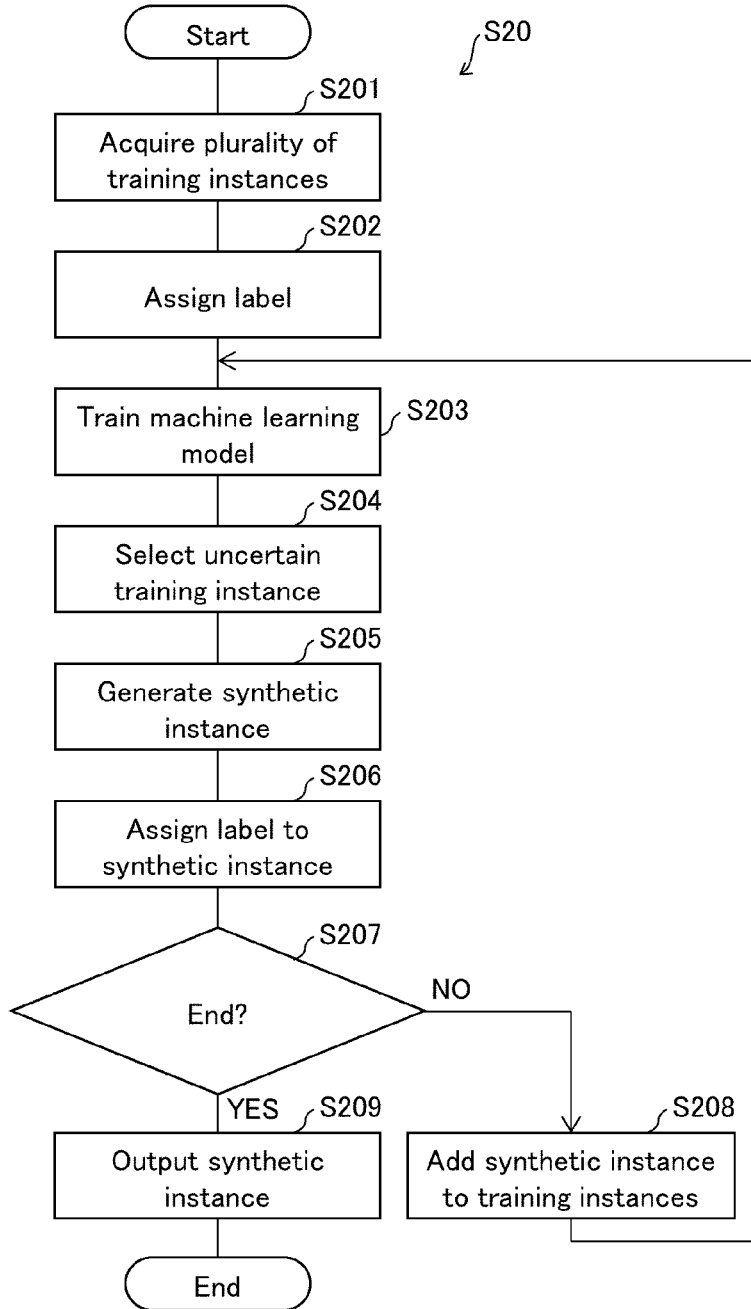 Start
S20
S201
Acquire plurality of
training instances
S202
Assign label
Train machine learning
model
S203
S204
Select uncertain
training instance
S205
Generate synthetic
instance
S206
Assign label to
synthetic instance
S207
End?
NO
YES
S209
Output synthetic
instance
S208
Add synthetic instance
to training instances
End